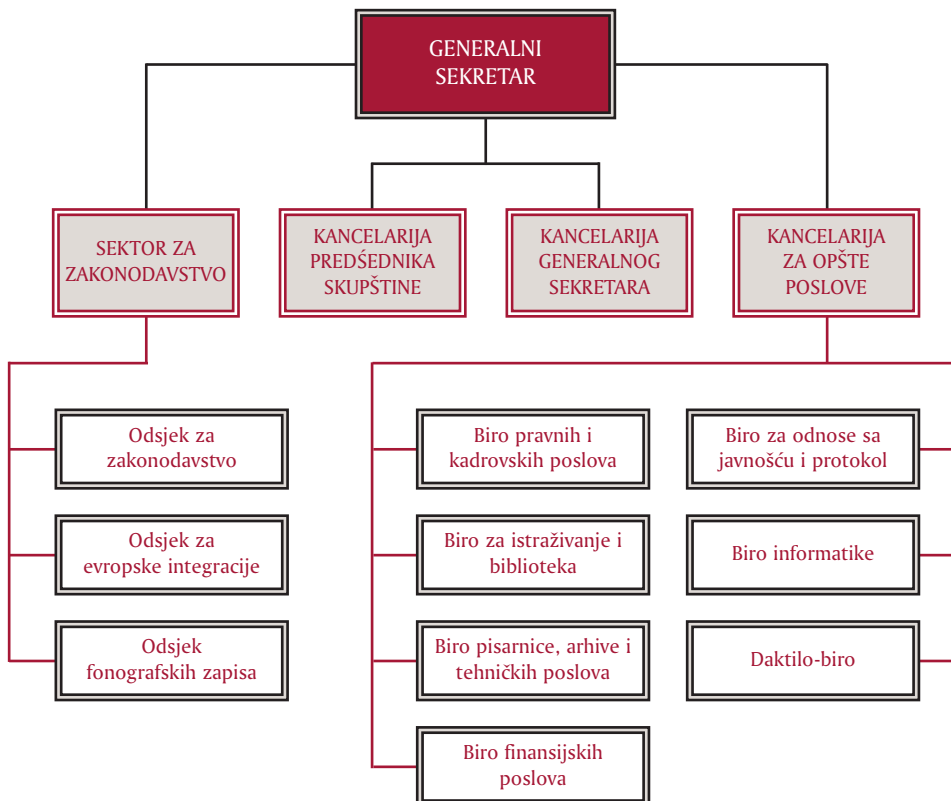 GENERALNI
SEKRETAR
SEKTOR ZA
ZAKONODAVSTVO
KANCELARIJA
PREDŚEDNIKA
SKUPŠTINE
KANCELARIJA
GENERALNOG
SEKRETARA
KANCELARIJA
ZA OPŠTE
POSLOVE
Odsjek za
zakonodavstvo
Odsjek za
evropske integracije
Odsjek
fonografskih zapisa
Biro pravnih i
kadrovskih poslova
Biro za istraživanje i
biblioteka
Biro pisarnice, arhive i
tehničkih poslova
Biro finansijskih
poslova
Biro za odnose sa
javnošću i protokol
Biro informatike
Daktilo-biro